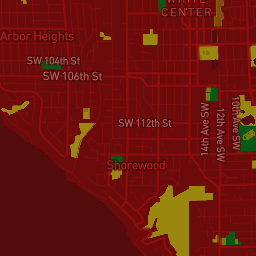 WHITE
CENTER
Arbor Heights
SW 104th St
SW 106th St
SW 112th St
14th Ave SW
12th Ave SW
10th Ave SW
Shorewood